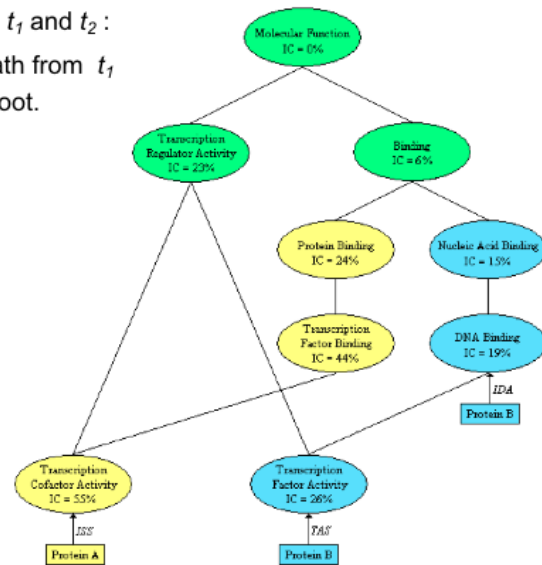 t1 and t2 :
ath from t1
oot.
Molecular Function
IC = 0%
Transcription
Regulator Activity
IC = 23%
Binding
IC = 6%
Protein Binding
IC = 24%
Nucleic Acid Binding
IC = 15%
Transcription
Factor Binding
IC = 44%
DNA Binding
IC = 19%
IDA
Protein B
Transcription
Cofactor Activity
IC = 55%
Transcription
Factor Activity
IC = 26%
ISS
TAS
Protein A
Protein B